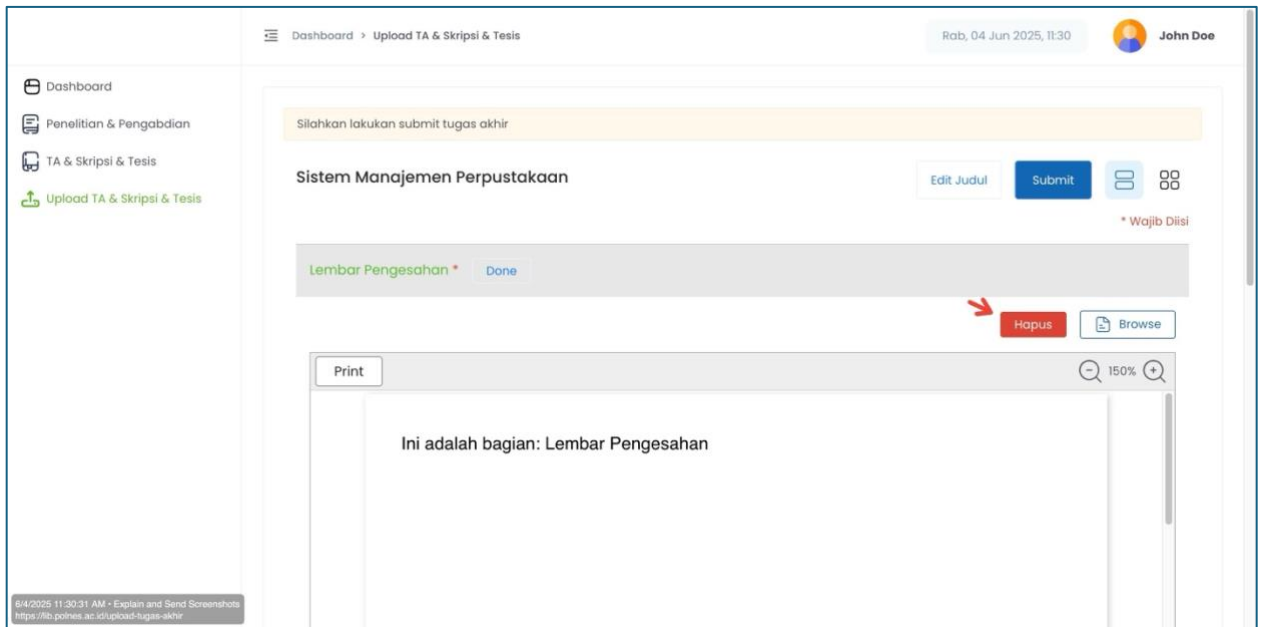 Dashboard > Upload TA & Skripsi & Tesis
Rab, 04 Jun 2025, 11:30
John Doe
Dashboard
Penelitian & Pengabdian
TA & Skripsi & Tesis
Upload TA & Skripsi & Tesis
Silahkan lakukan submit tugas akhir
Sistem Manajemen Perpustakaan
Edit Judul
Submit
* Wajib Diisi
Lembar Pengesahan *
Done
Hapus
Browse
Print
150%
Ini adalah bagian: Lembar Pengesahan
6/4/2025 11:30:31 AM • Explain and Send Screenshots
https://lib.polnes.ac.id/upload-tugas-akhir